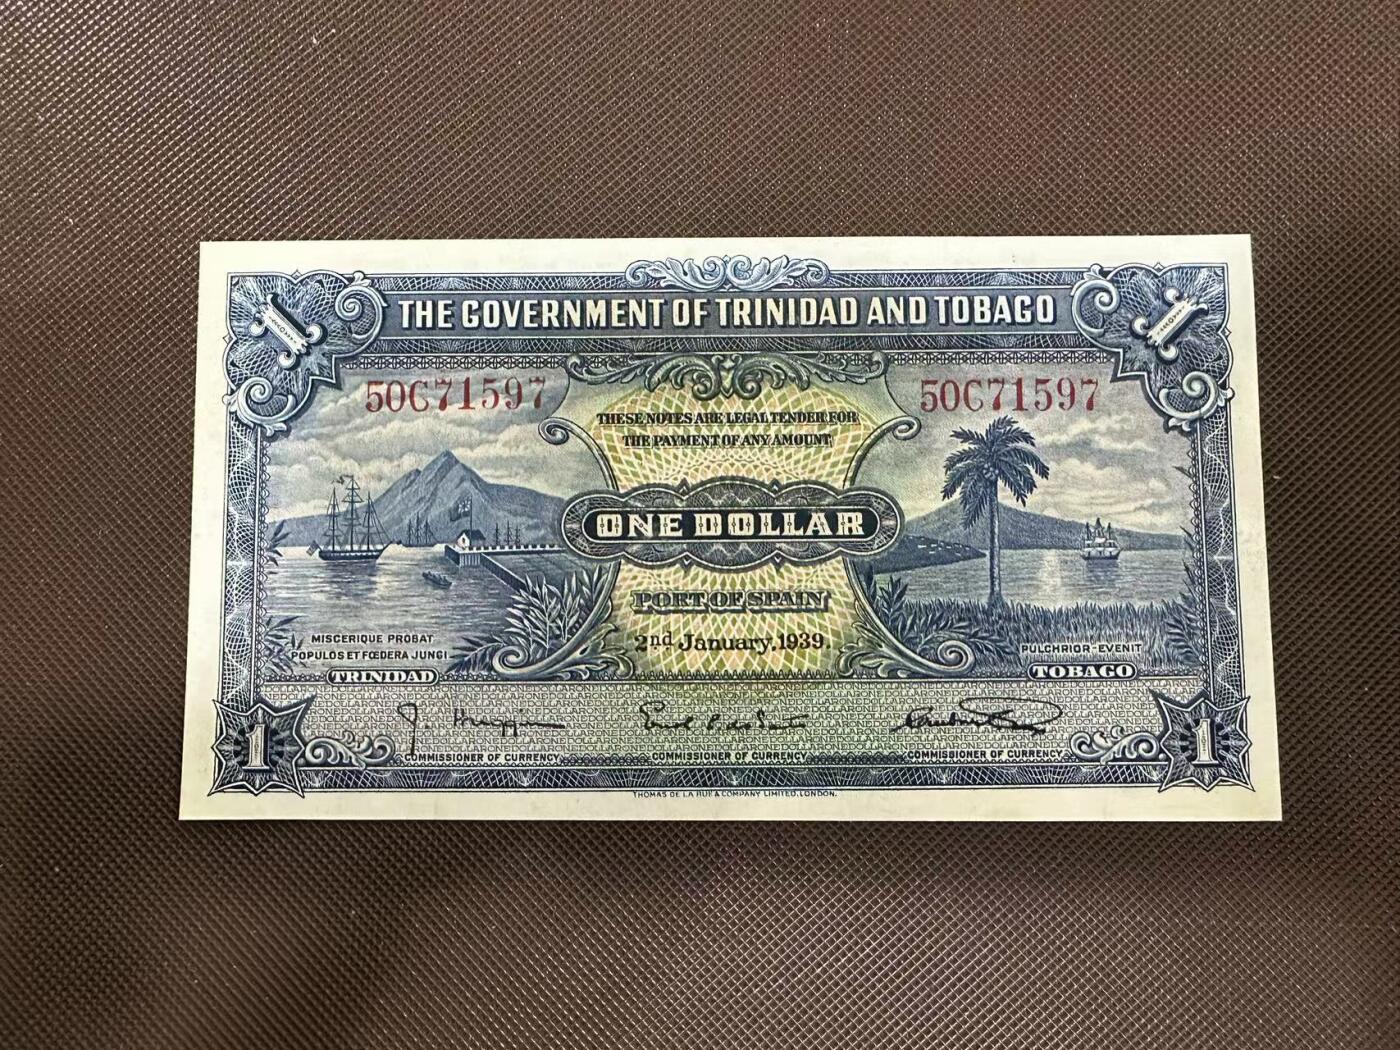 THE GOVERNMENT OF TRINIDAD AND TOBAGO
1
1
50C71597
50C71597
THESE NOTES ARE LEGAL TENDER FOR
THE PAYMENT OF ANY AMOUNT.
ONE DOLLAR
PORT OF SPAIN
2nd January, 1939.
MISCERIQUE PROBAT
POPULOS ET FŒDERA JUNGI
TRINIDAD
PULCHRIOR-EVENIT
TOBAGO
1
1
COMMISSIONER OF CURRENCY
COMMISSIONER OF CURRENCY
COMMISSIONER OF CURRENCY
THOMAS DE LA RUE & COMPANY LIMITED, LONDON.